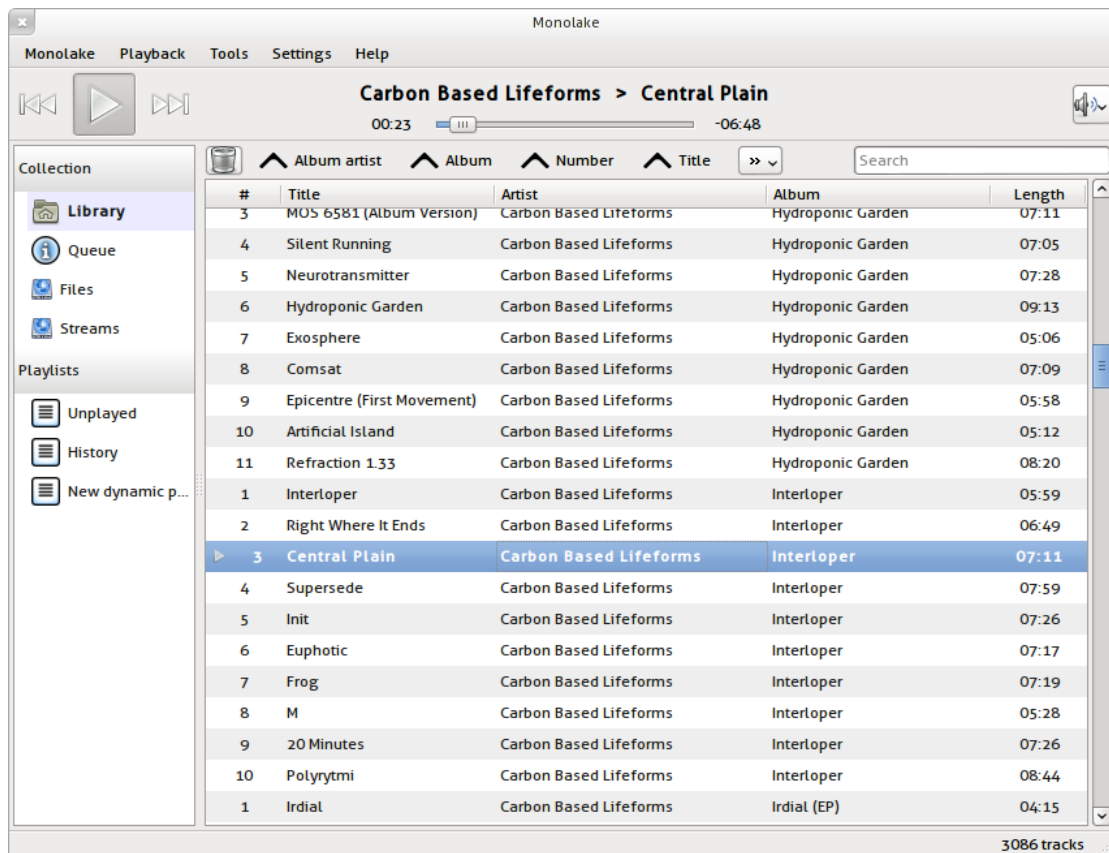 Monolake
Monolake Playback Tools Settings Help
Carbon Based Lifeforms > Central Plain
00:23 -06:48
Collection
Library
Queue
Files
Streams
Playlists
Unplayed
History
New dynamic p...
Album artist Album Number Title » Search
# Title Artist Album Length
3 MOS 6581 (Album Version) Carbon Based Lifeforms Hydroponic Garden 07:11
4 Silent Running Carbon Based Lifeforms Hydroponic Garden 07:05
5 Neurotransmitter Carbon Based Lifeforms Hydroponic Garden 07:28
6 Hydroponic Garden Carbon Based Lifeforms Hydroponic Garden 09:13
7 Exosphere Carbon Based Lifeforms Hydroponic Garden 05:06
8 Comsat Carbon Based Lifeforms Hydroponic Garden 07:09
9 Epicentre (First Movement) Carbon Based Lifeforms Hydroponic Garden 05:58
10 Artificial Island Carbon Based Lifeforms Hydroponic Garden 05:12
11 Refraction 1.33 Carbon Based Lifeforms Hydroponic Garden 08:20
1 Interloper Carbon Based Lifeforms Interloper 05:59
2 Right Where It Ends Carbon Based Lifeforms Interloper 06:49
3 Central Plain Carbon Based Lifeforms Interloper 07:11
4 Supersede Carbon Based Lifeforms Interloper 07:59
5 Init Carbon Based Lifeforms Interloper 07:26
6 Euphotic Carbon Based Lifeforms Interloper 07:17
7 Frog Carbon Based Lifeforms Interloper 07:19
8 M Carbon Based Lifeforms Interloper 05:28
9 20 Minutes Carbon Based Lifeforms Interloper 07:26
10 Polyrytmi Carbon Based Lifeforms Interloper 08:44
1 Irdial Carbon Based Lifeforms Irdial (EP) 04:15
3086 tracks